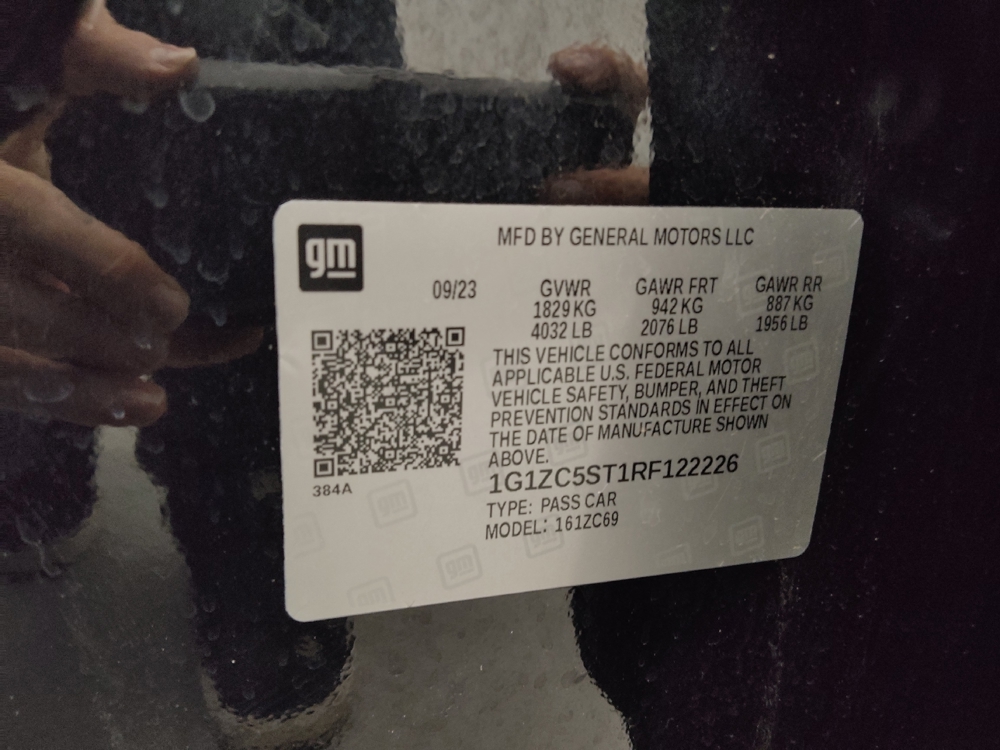 gm
MFD BY GENERAL MOTORS LLC
09/23 GVWR GAWR FRT GAWR RR
1829 KG 942 KG 887 KG
4032 LB 2076 LB 1956 LB
THIS VEHICLE CONFORMS TO ALL
APPLICABLE U.S. FEDERAL MOTOR
VEHICLE SAFETY, BUMPER, AND THEFT
PREVENTION STANDARDS IN EFFECT ON
THE DATE OF MANUFACTURE SHOWN
ABOVE.
384A
1G1ZC5ST1RF122226
TYPE: PASS CAR
MODEL: 161ZC69